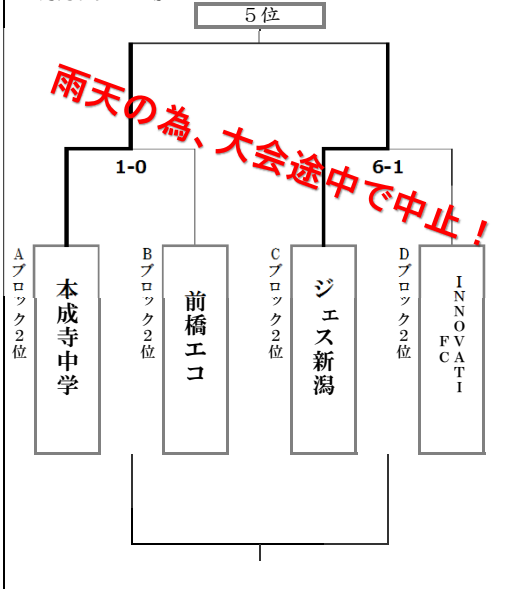 5位
雨天の為、大会途中で中止！
1-0
6-1
Aブロック2位
本成寺中学
Bブロック2位
前橋エコ
Cブロック2位
ジェス新潟
Dブロック2位
INNOVATI
FC